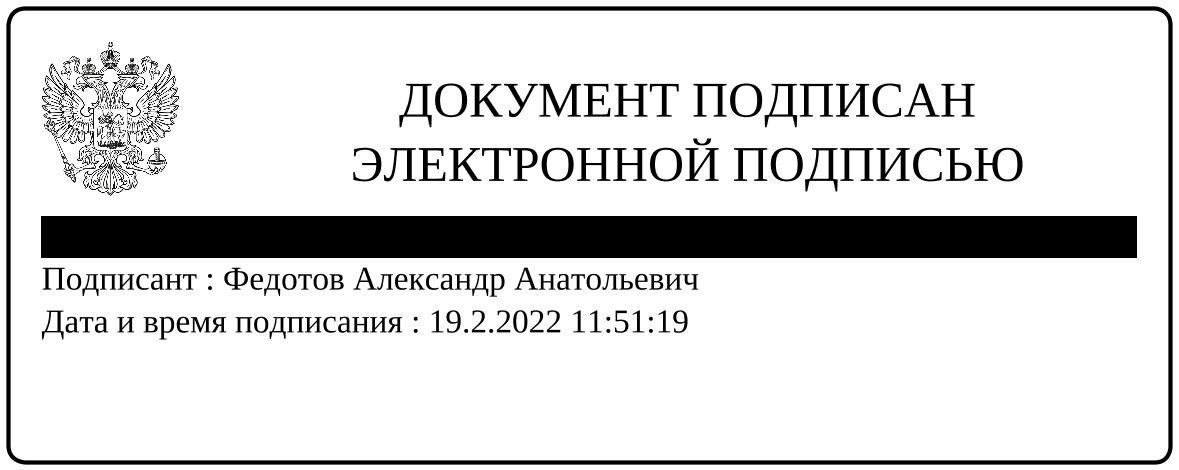 ДОКУМЕНТ ПОДПИСАН
ЭЛЕКТРОННОЙ ПОДПИСЬЮ
Подписант : Федотов Александр Анатольевич
Дата и время подписания : 19.2.2022 11:51:19